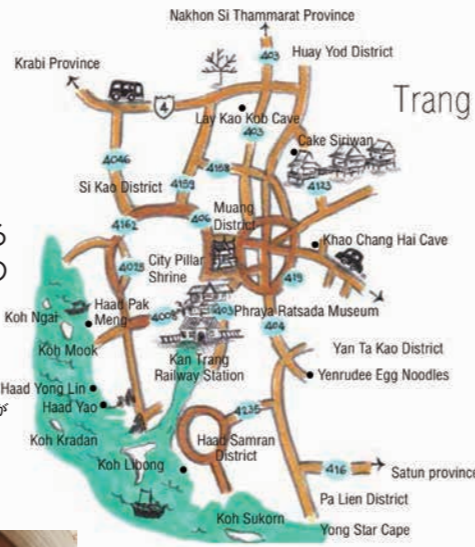 Nakhon Si Thammarat Province
403
Huay Yod District
Krabi Province
4
Trang
Lay Kao Kob Cave
403
Cake Siriwan
4046
4158
Si Kao District
4159
4123
Muang
District
4162
406
Khao Chang Hai Cave
City Pillar
Shrine
419
Koh Ngai
Haad Pak
Meng
4008
403
Phraya Ratsada Museum
404
Koh Mook
Kan Trang
Railway Station
Yan Ta Kao District
Yenrudee Egg Noodles
Haad Yong Lin
Haad Yao
4235
Koh Kradan
Haad Samran
District
Koh Libong
416
Satun province
Pa Lien District
Koh Sukorn
Yong Star Cape